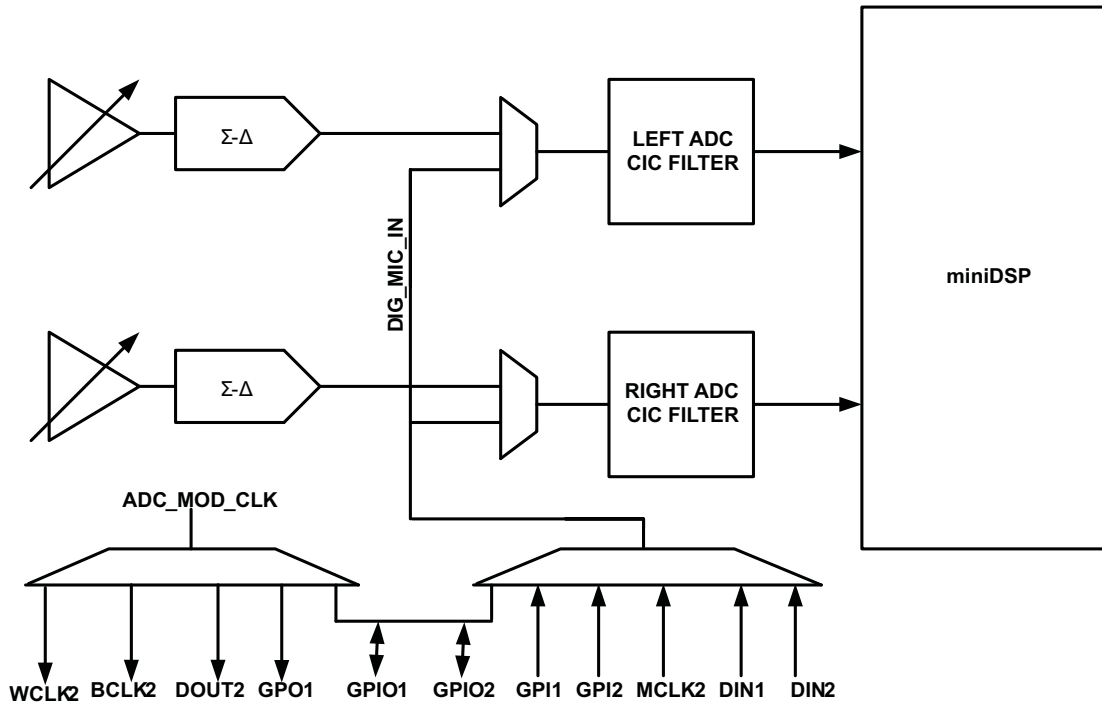 Σ-Δ
LEFT ADC
CIC FILTER
DIG_MIC_IN
miniDSP
Σ-Δ
RIGHT ADC
CIC FILTER
ADC_MOD_CLK
WCLK2 BCLK2 DOUT2 GPO1 GPIO1 GPIO2 GPI1 GPI2 MCLK2 DIN1 DIN2